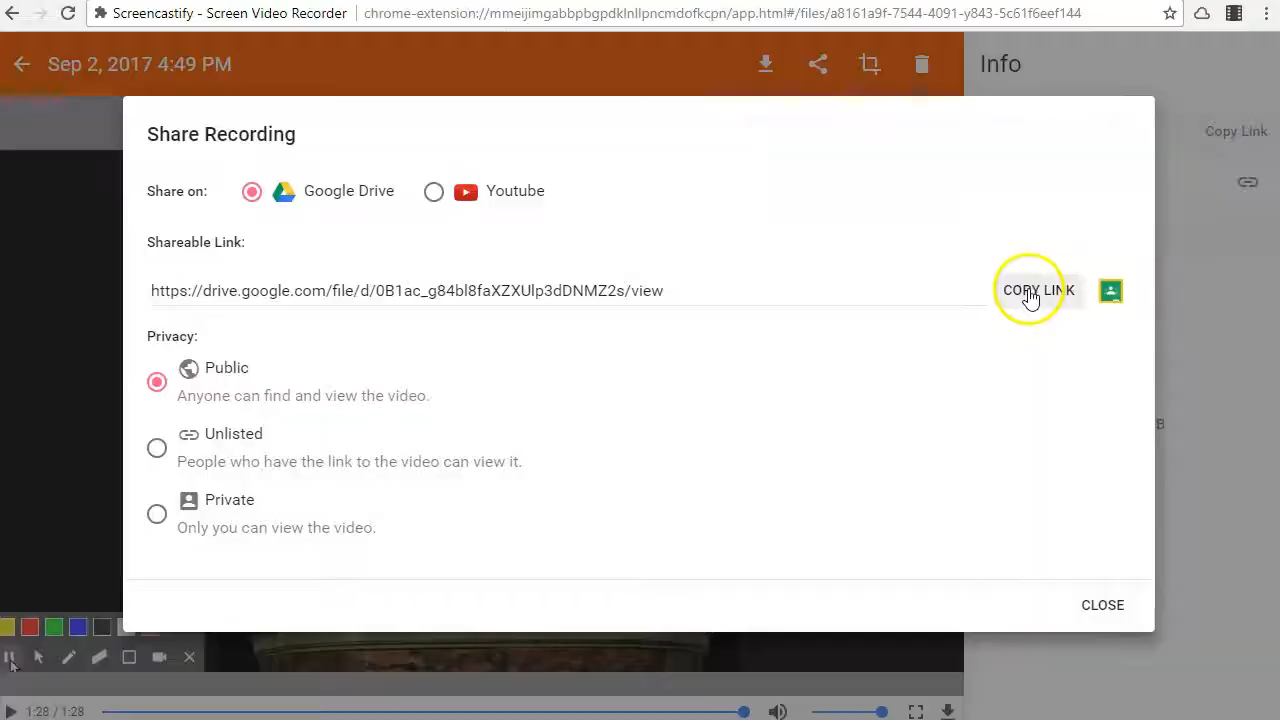 Screencastify - Screen Video Recorder
chrome-extension://mmeijimgabbpbgpdklnllpncmdofkcpn/app.html#/files/a8161a9f-7544-4091-y843-5c61f6eef144
Sep 2, 2017 4:49 PM
Info
Copy Link
Share Recording
Share on:
Google Drive
Youtube
Shareable Link:
https://drive.google.com/file/d/0B1ac_g84bl8faXZXUlp3dDNMZ2s/view
COPY LINK
Privacy:
Public
Anyone can find and view the video.
Unlisted
People who have the link to the video can view it.
Private
Only you can view the video.
B
CLOSE
1:28 / 1:28